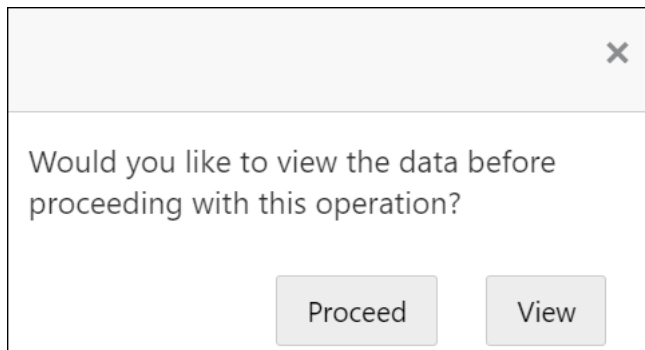 Would you like to view the data before
proceeding with this operation?
Proceed View